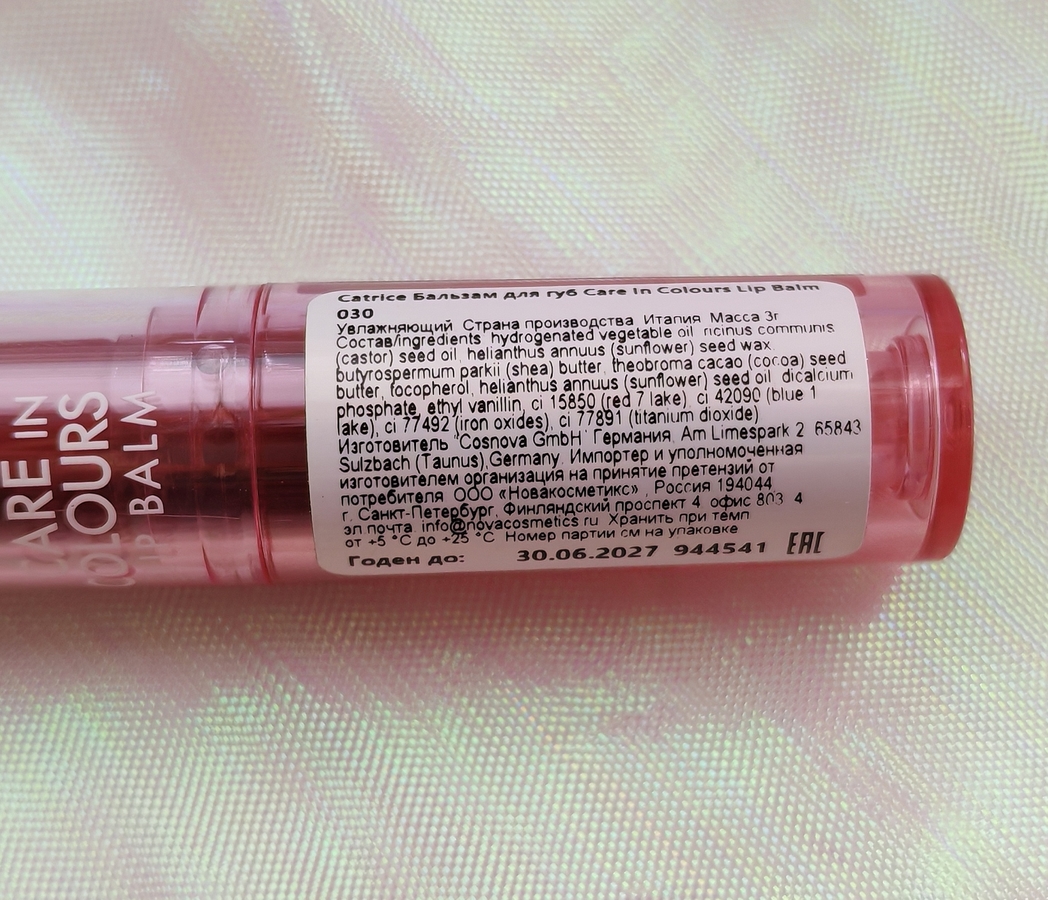 Catrice Бальзам для губ Care In Colours Lip Balm
030
Увлажняющий Страна производства Италия Масса 3г
Состав/ingredients hydrogenated vegetable oil ricinus communis
(castor) seed oil, helianthus annuus (sunflower) seed wax,
butyrospermum parkii (shea) butter, theobroma cacao (cocoa) seed
butter, tocopherol, helianthus annuus (sunflower) seed oil, dicalcium
phosphate, ethyl vanillin, ci 15850 (red 7 lake), ci 42090 (blue 1
lake), ci 77492 (iron oxides), ci 77891 (titanium dioxide)
Изготовитель "Cosnova GmbH" Германия, Am Limespark 2, 65843
Sulzbach (Taunus),Germany. Импортер и уполномоченная
изготовителем организация на принятие претензий от
потребителя ООО «Новакосметикс» , Россия 194044
г. Санкт-Петербург, Финляндский проспект 4 офис 803 4
эл почта info@novacosmetics ru Хранить при темп
от +5 °C до +25 °C Номер партии см на упаковке
Годен до: 30.06.2027 944541 EAC
CARE IN
COLOURS
LIP BALM